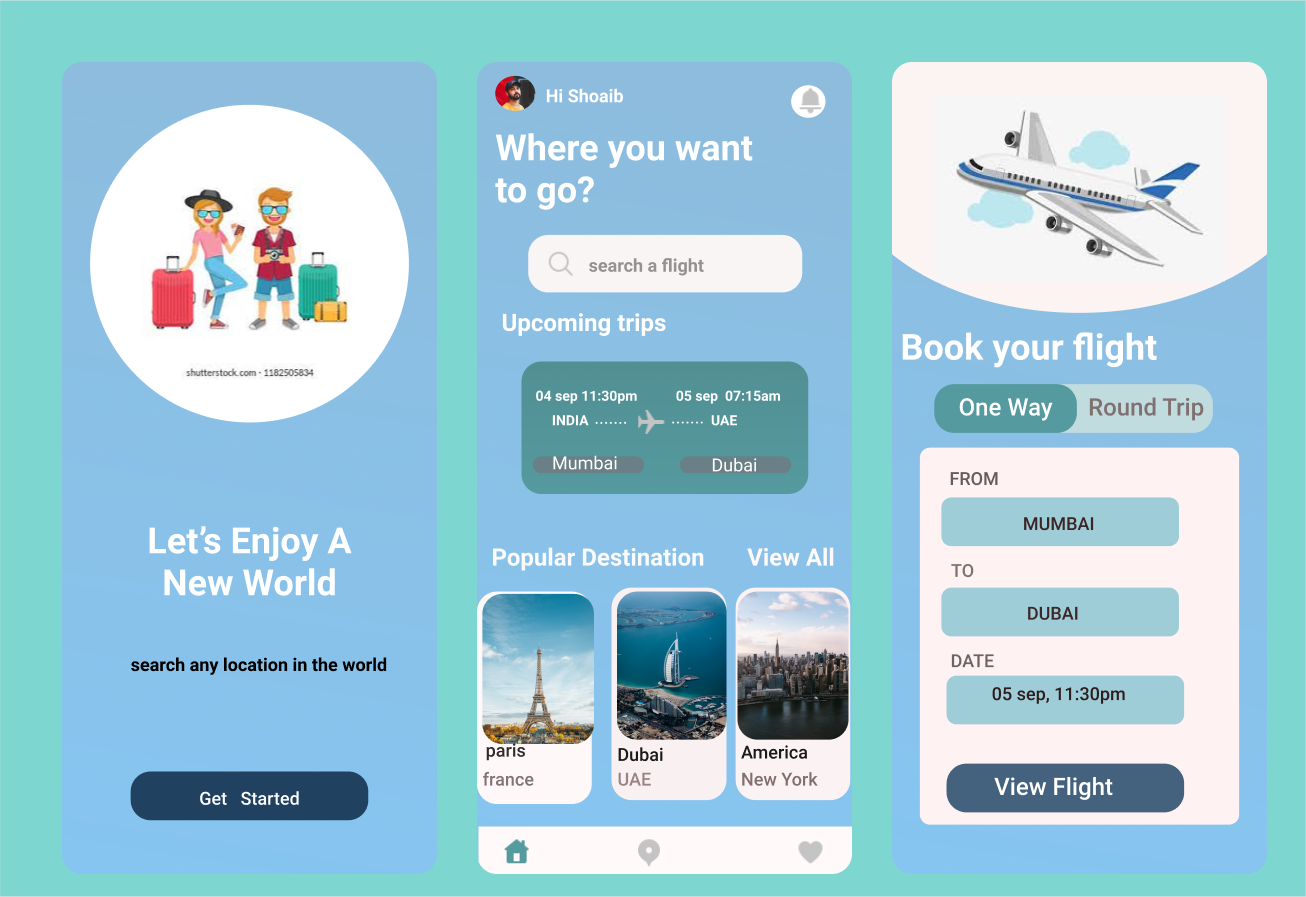 shutterstock.com · 1182505834
Let’s Enjoy A
New World
search any location in the world
Get Started
Hi Shoaib
Where you want
to go?
search a flight
Upcoming trips
04 sep 11:30pm 05 sep 07:15am
INDIA ....... ....... UAE
Mumbai Dubai
Popular Destination View All
paris Dubai America
france UAE New York
Book your flight
One Way Round Trip
FROM
MUMBAI
TO
DUBAI
DATE
05 sep, 11:30pm
View Flight